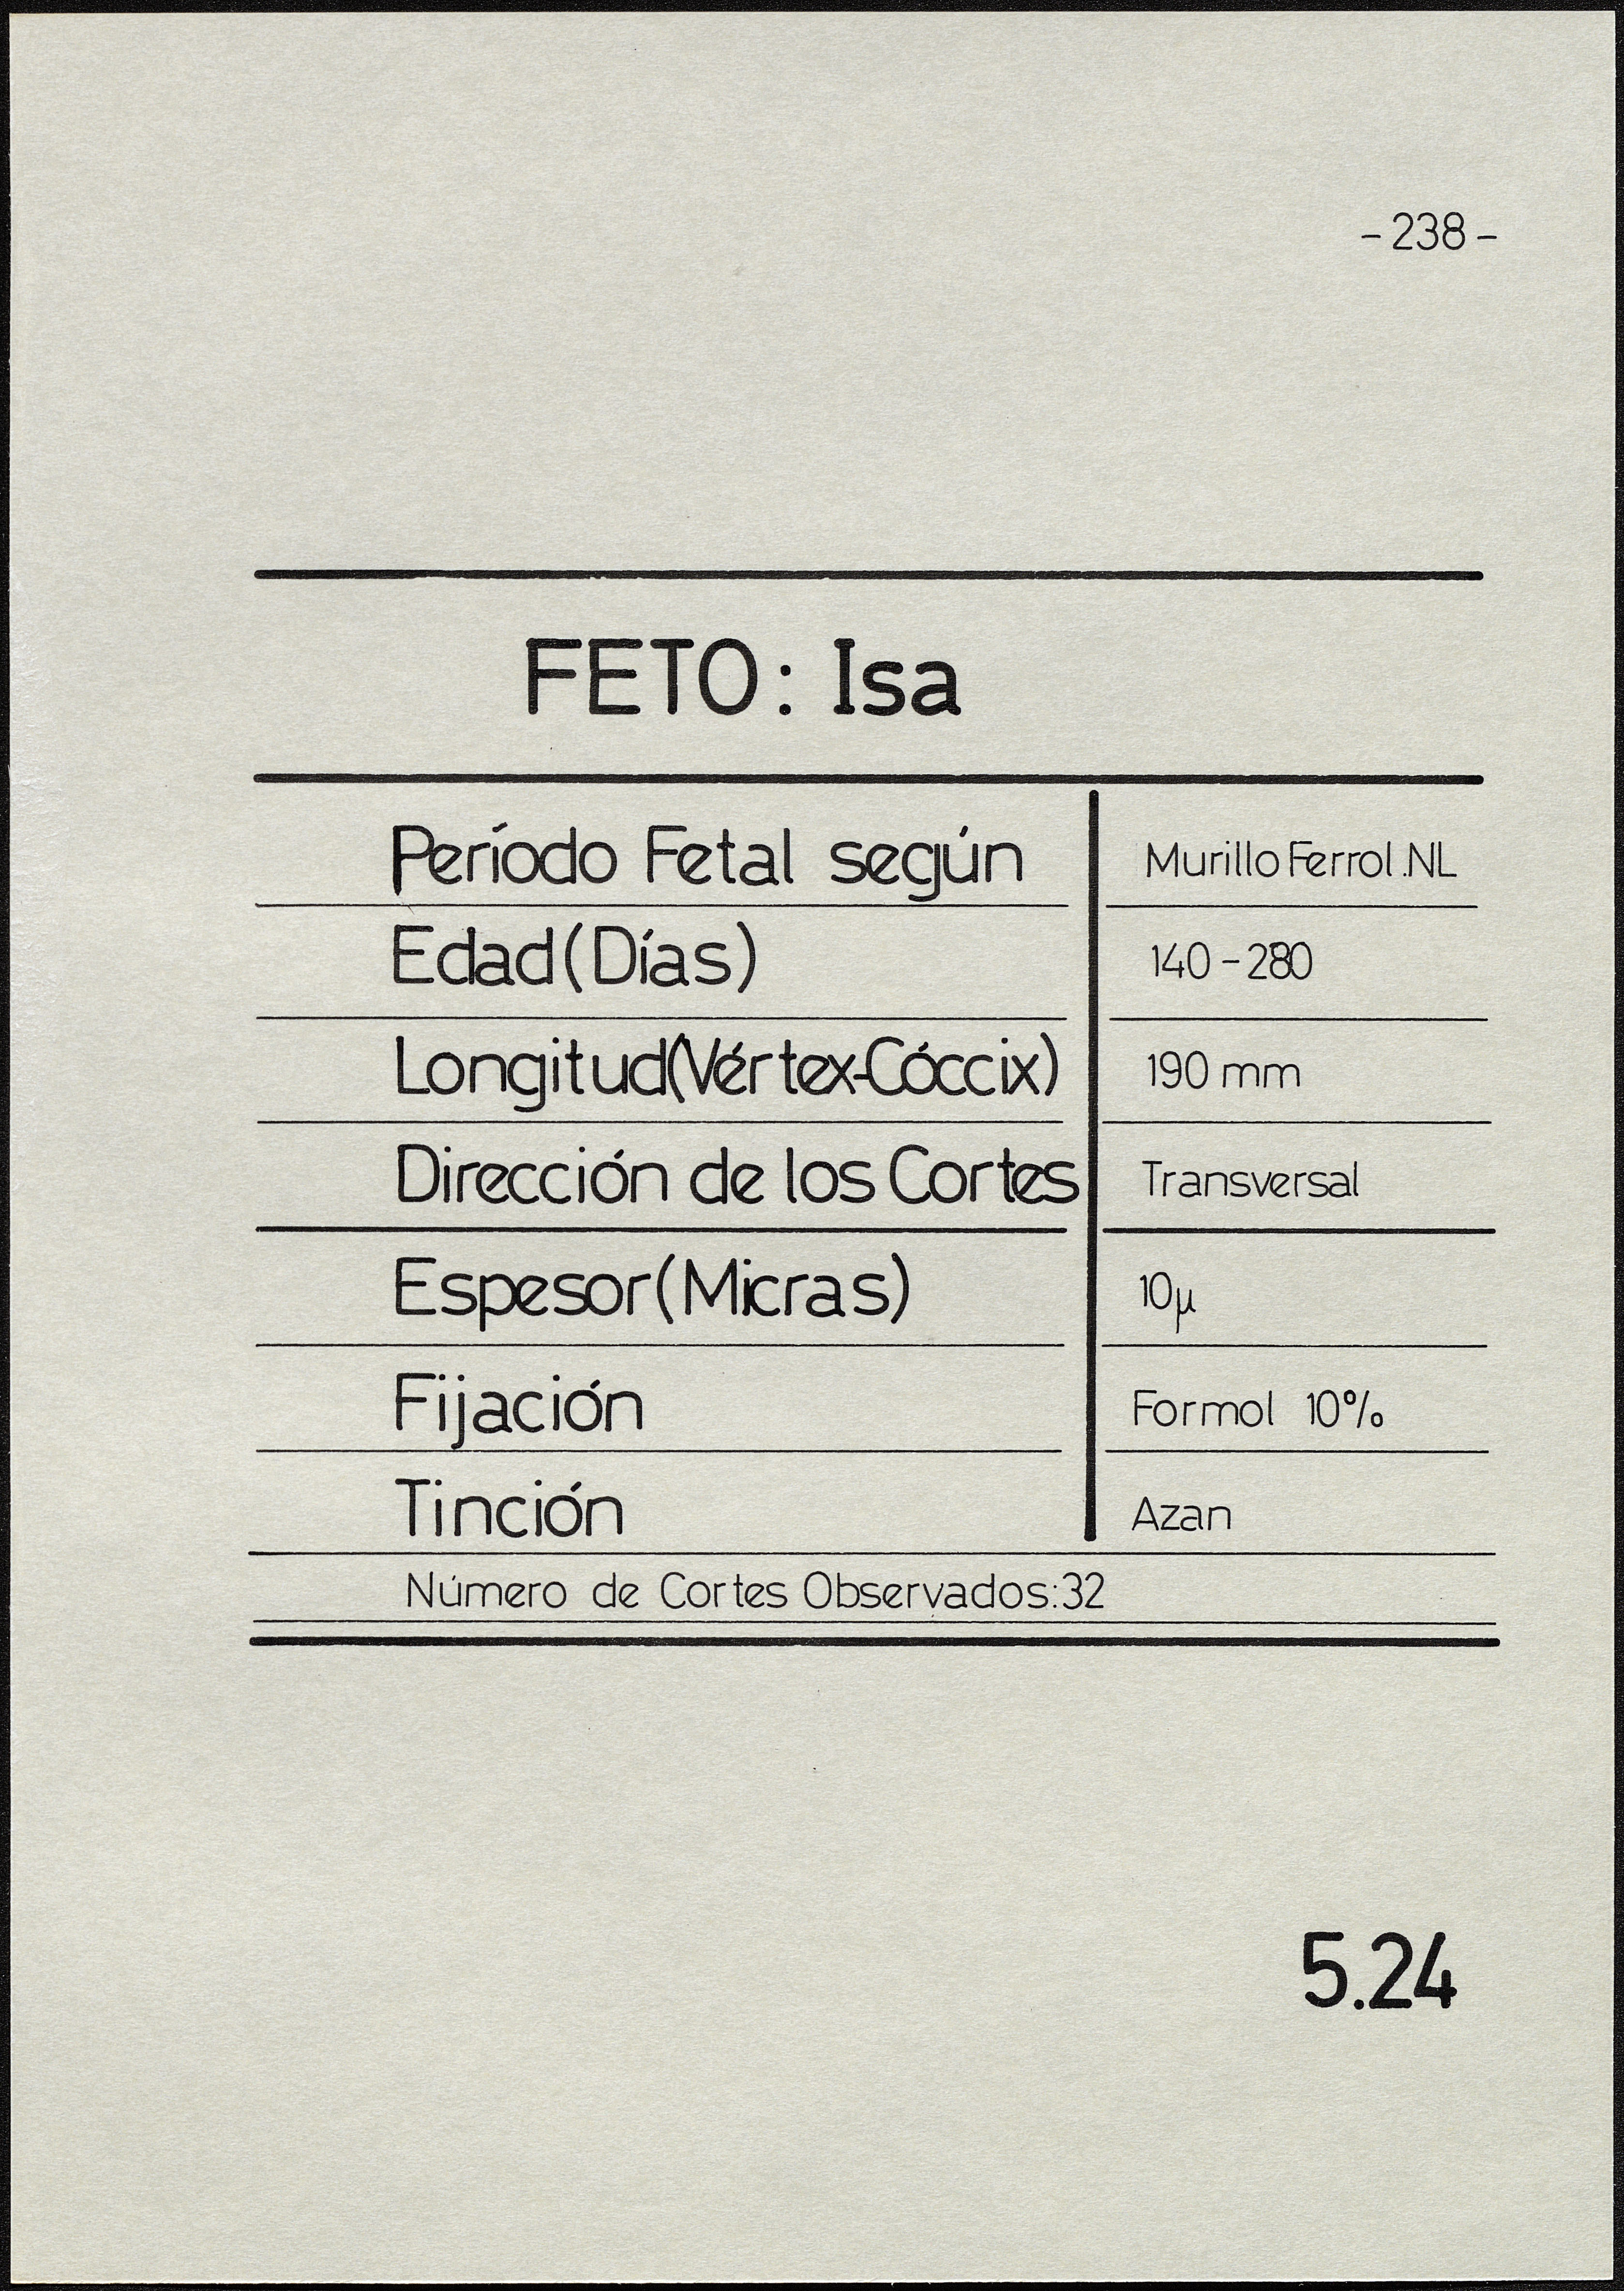 -238-
FETO: Isa
Período Fetal según Murillo Ferrol.NL
Edad(Días) 140-280
Longitud(Vértex-Cóccix) 190 mm
Dirección de los Cortes Transversal
Espesor(Micras) 10µ
Fijación Formol 10%
Tinción Azan
Número de Cortes Observados:32
5.24